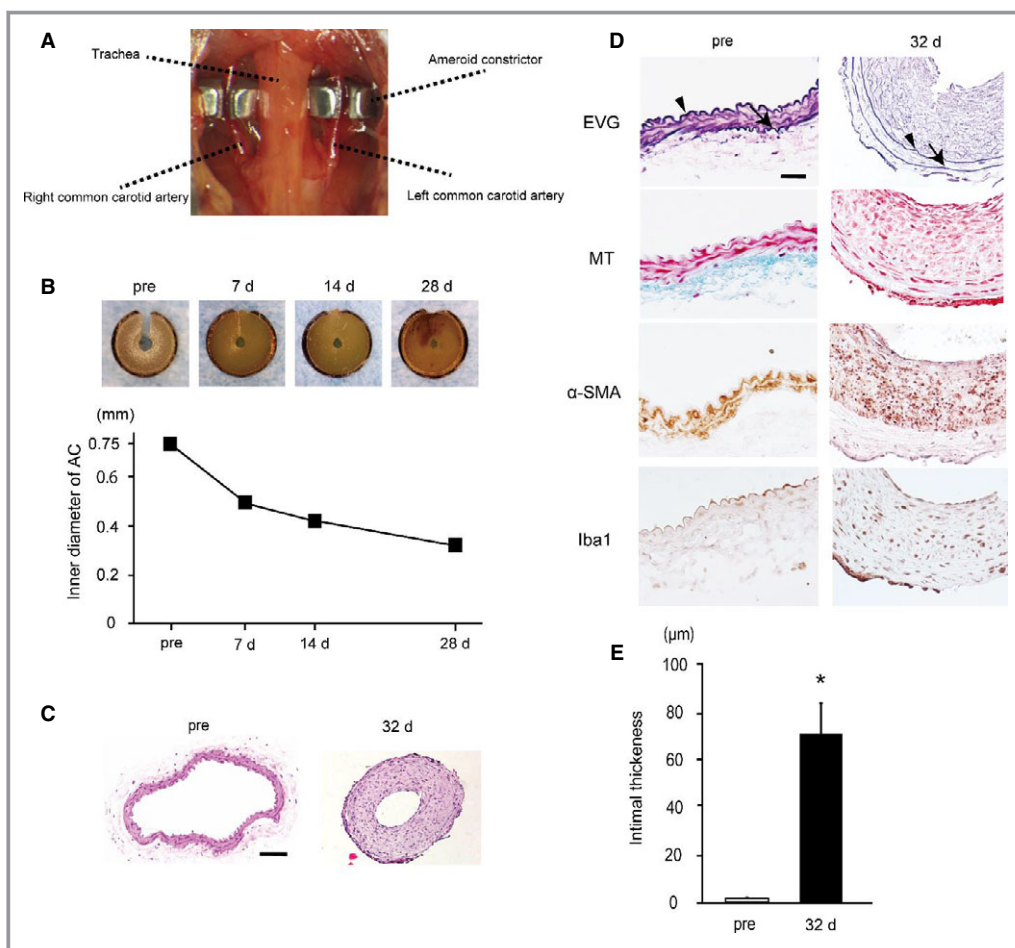 A
Trachea
Ameroid constrictor
Right common carotid artery
Left common carotid artery
B
pre
7 d
14 d
28 d
(mm)
Inner diameter of AC
0.75
0.6
0.4
0.2
0
pre
7 d
14 d
28 d
C
pre
32 d
D
pre
32 d
EVG
MT
α-SMA
Iba1
E
(μm)
Intimal thickeness
100
80
60
40
20
0
*
pre
32 d